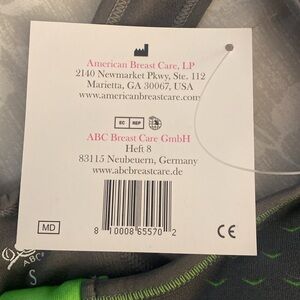 American Breast Care, LP
2140 Newmarket Pkwy, Ste. 112
Marietta, GA 30067, USA
www.americanbreastcare.com
EC REP
ABC Breast Care GmbH
Heft 8
83115 Neubeuern, Germany
www.abcbreastcare.de
8 10008 65570 2
MD
CE
ABC
S